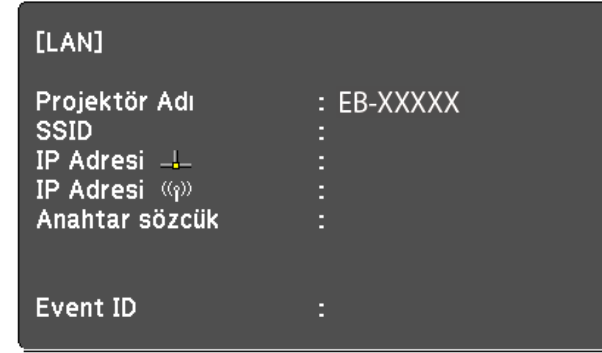 [LAN]
Projektör Adı : EB-XXXXX
SSID :
IP Adresi :
IP Adresi :
Anahtar sözcük :
Event ID :